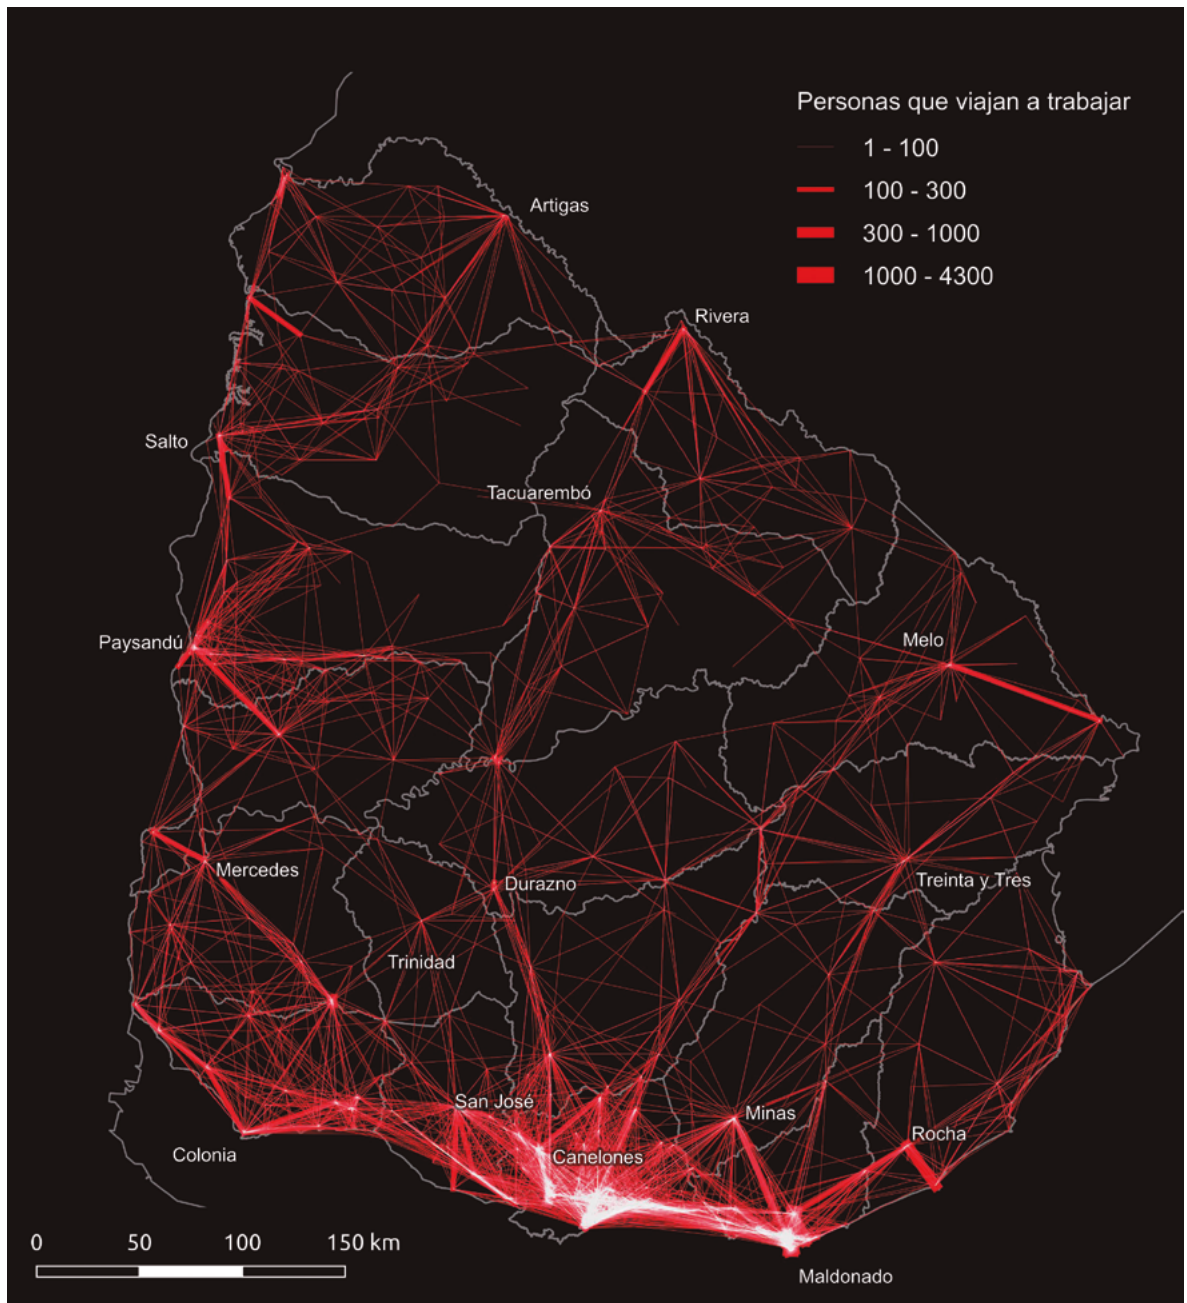 Personas que viajan a trabajar
1 - 100
100 - 300
300 - 1000
1000 - 4300
Artigas
Rivera
Salto
Tacuarembó
Paysandú
Melo
Mercedes
Durazno
Treinta y Tres
Trinidad
San José
Minas
Rocha
Canelones
Colonia
0 50 100 150 km
Maldonado